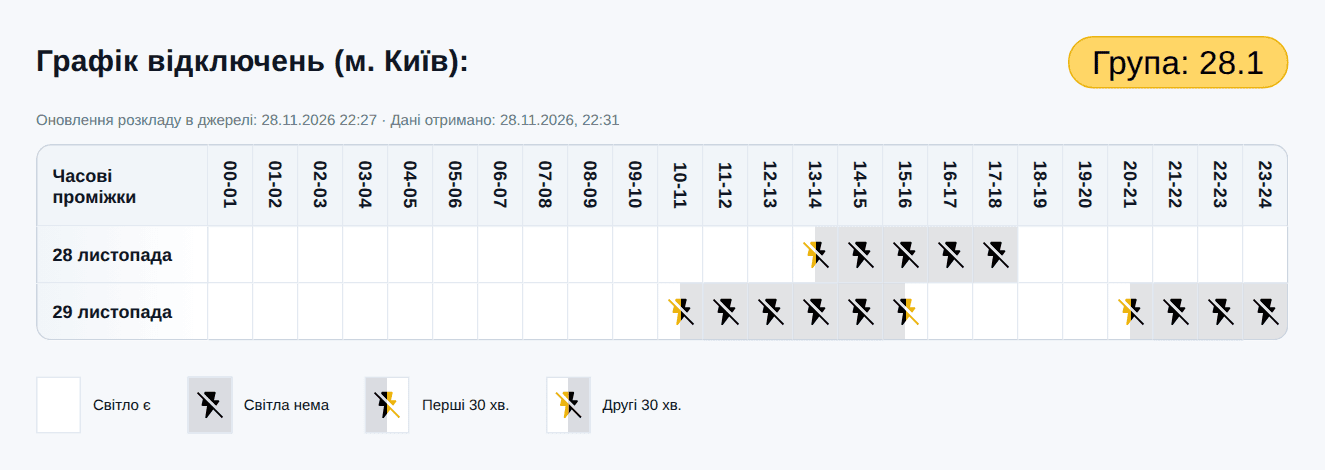 Графік відключень (м. Київ):
Група: 28.1
Оновлення розкладу в джерелі: 28.11.2026 22:27 · Дані отримано: 28.11.2026, 22:31
Часові
проміжки
00-01
01-02
02-03
03-04
04-05
05-06
06-07
07-08
08-09
09-10
10-11
11-12
12-13
13-14
14-15
15-16
16-17
17-18
18-19
19-20
20-21
21-22
22-23
23-24
28 листопада
29 листопада
Світло є
Світла нема
Перші 30 хв.
Другі 30 хв.